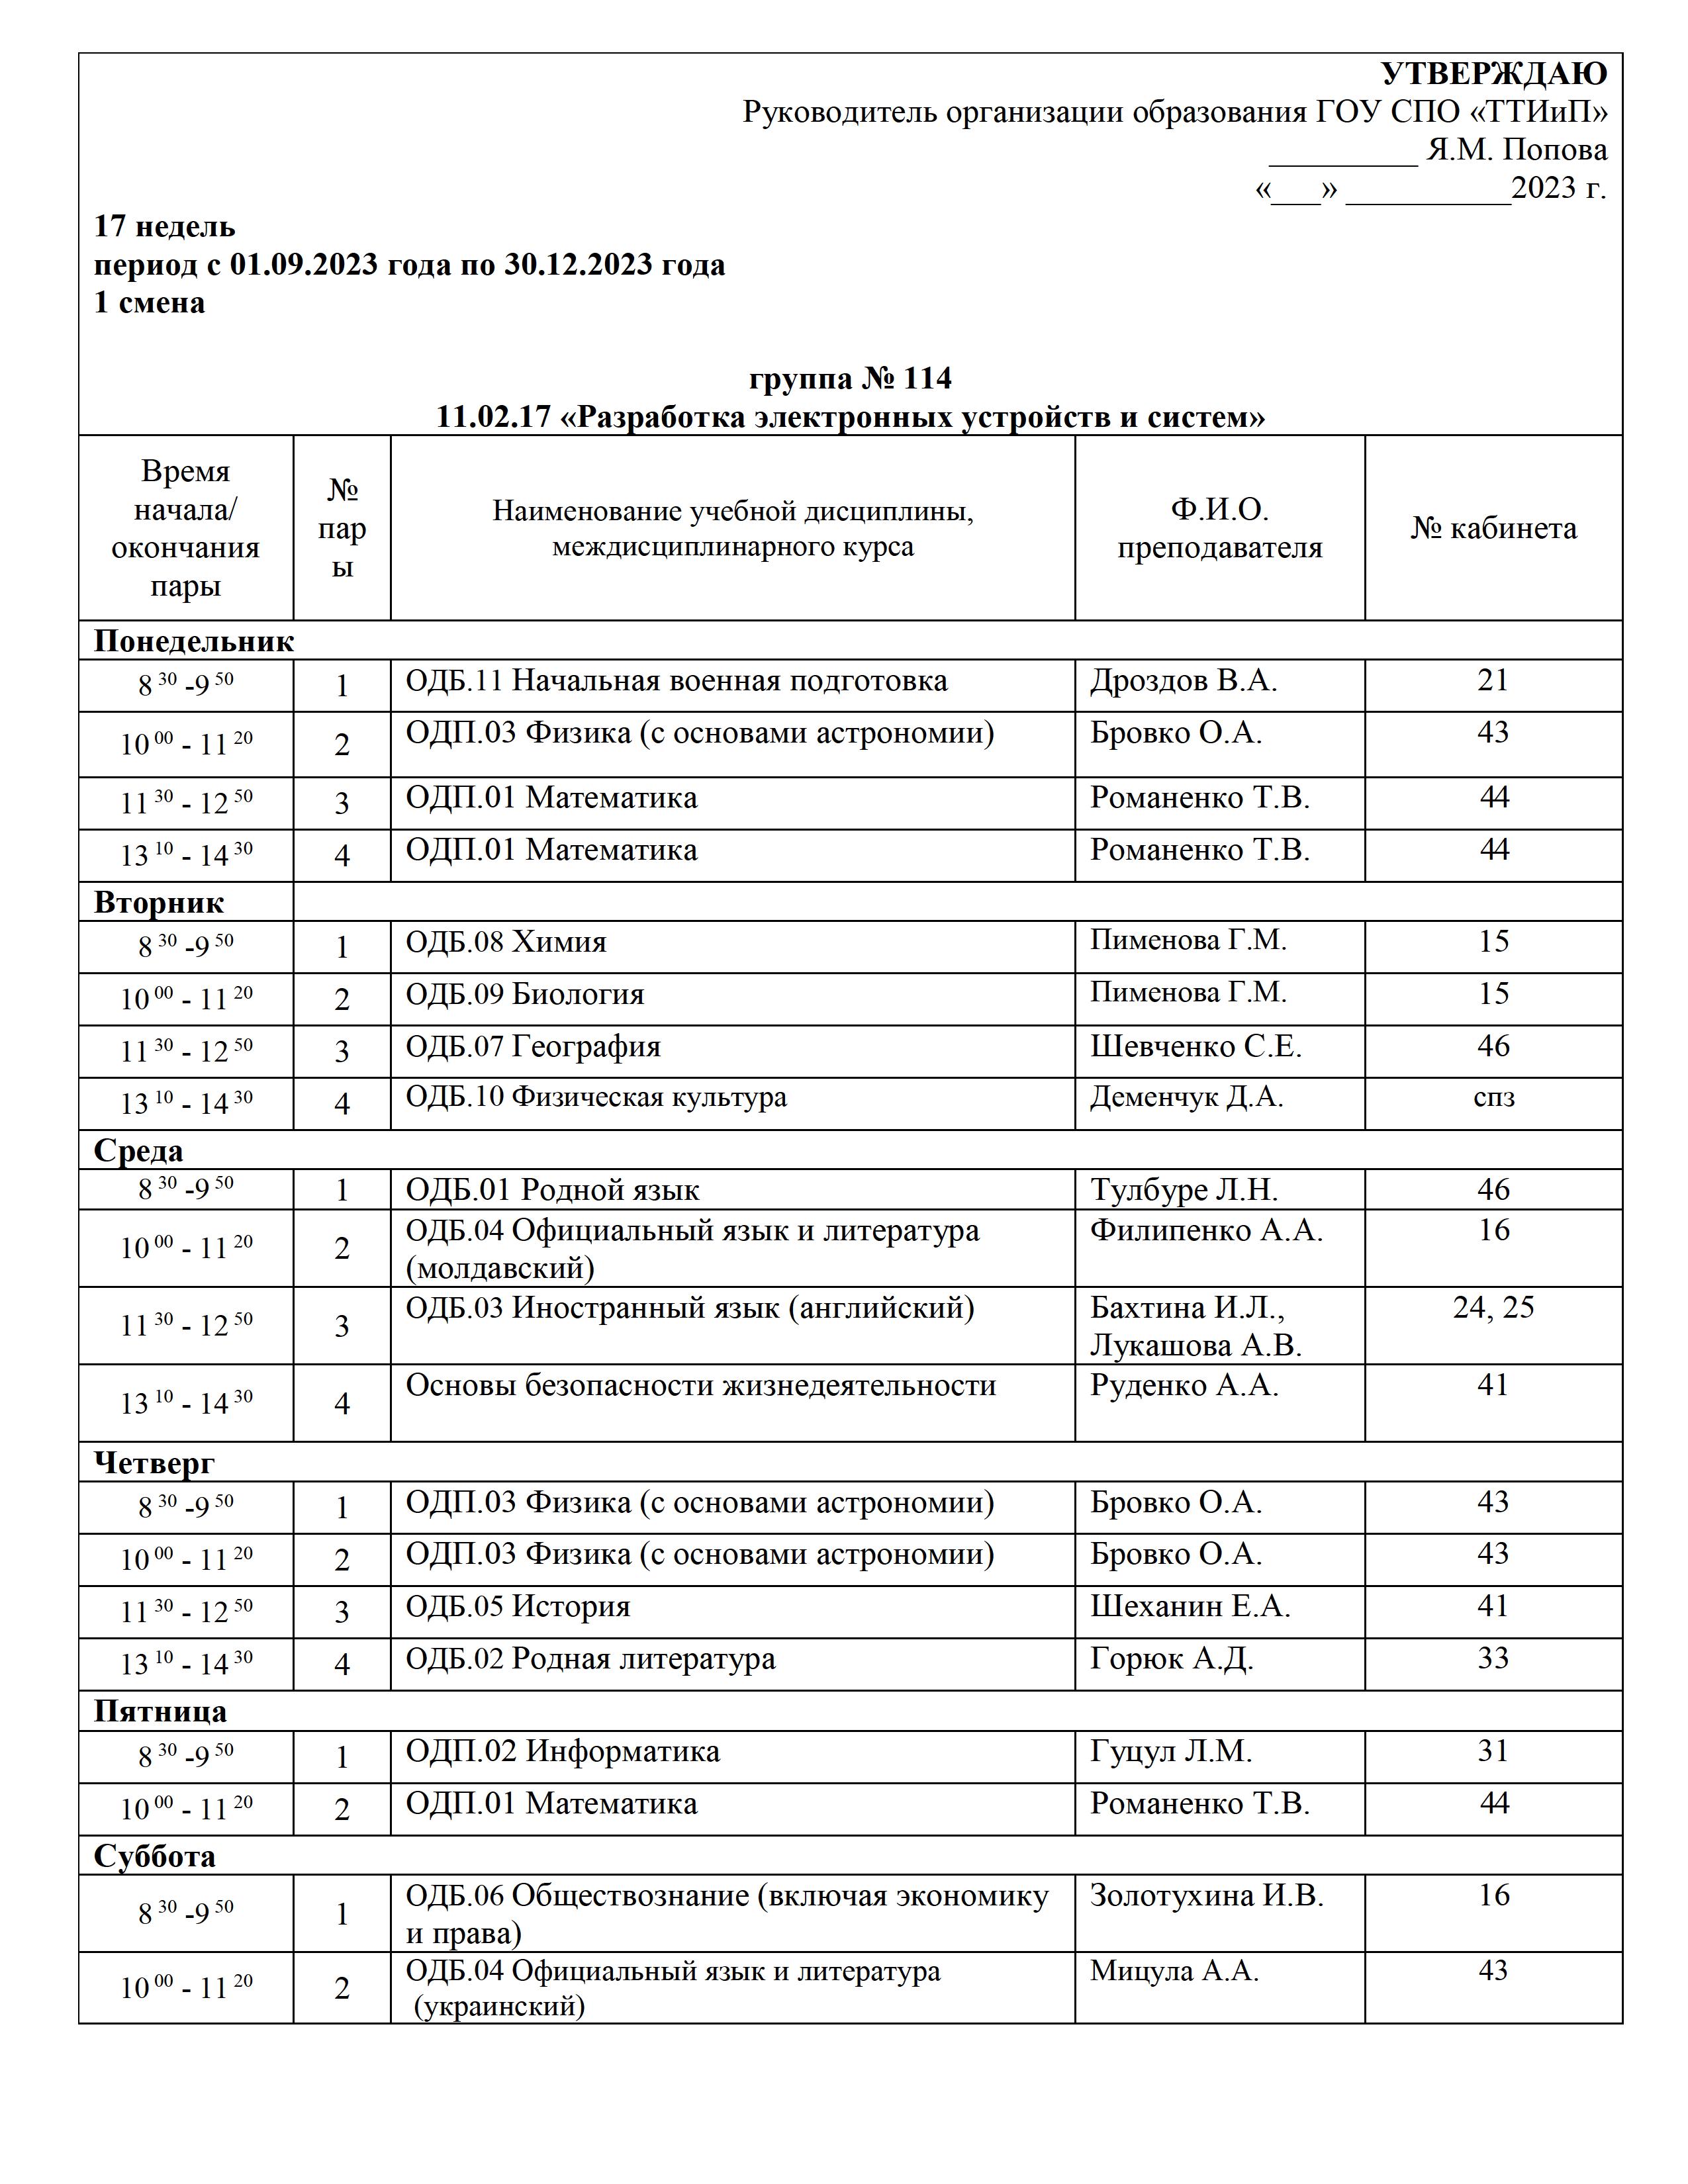 УТВЕРЖДАЮ
Руководитель организации образования ГОУ СПО «ТТИиП»
_________ Я.М. Попова
«___» __________2023 г.
17 недель
период с 01.09.2023 года по 30.12.2023 года
1 смена
группа № 114
11.02.17 «Разработка электронных устройств и систем»
Время начала/ окончания пары № пар ы Наименование учебной дисциплины, междисциплинарного курса Ф.И.О. преподавателя № кабинета
Понедельник
8 30 -9 50 1 ОДБ.11 Начальная военная подготовка Дроздов В.А. 21
10 00 - 11 20 2 ОДП.03 Физика (с основами астрономии) Бровко О.А. 43
11 30 - 12 50 3 ОДП.01 Математика Романенко Т.В. 44
13 10 - 14 30 4 ОДП.01 Математика Романенко Т.В. 44
Вторник
8 30 -9 50 1 ОДБ.08 Химия Пименова Г.М. 15
10 00 - 11 20 2 ОДБ.09 Биология Пименова Г.М. 15
11 30 - 12 50 3 ОДБ.07 География Шевченко С.Е. 46
13 10 - 14 30 4 ОДБ.10 Физическая культура Деменчук Д.А. спз
Среда
8 30 -9 50 1 ОДБ.01 Родной язык Тулбуре Л.Н. 46
10 00 - 11 20 2 ОДБ.04 Официальный язык и литература (молдавский) Филипенко А.А. 16
11 30 - 12 50 3 ОДБ.03 Иностранный язык (английский) Бахтина И.Л., Лукашова А.В. 24, 25
13 10 - 14 30 4 Основы безопасности жизнедеятельности Руденко А.А. 41
Четверг
8 30 -9 50 1 ОДП.03 Физика (с основами астрономии) Бровко О.А. 43
10 00 - 11 20 2 ОДП.03 Физика (с основами астрономии) Бровко О.А. 43
11 30 - 12 50 3 ОДБ.05 История Шеханин Е.А. 41
13 10 - 14 30 4 ОДБ.02 Родная литература Горюк А.Д. 33
Пятница
8 30 -9 50 1 ОДП.02 Информатика Гуцул Л.М. 31
10 00 - 11 20 2 ОДП.01 Математика Романенко Т.В. 44
Суббота
8 30 -9 50 1 ОДБ.06 Обществознание (включая экономику и права) Золотухина И.В. 16
10 00 - 11 20 2 ОДБ.04 Официальный язык и литература (украинский) Мицула А.А. 43